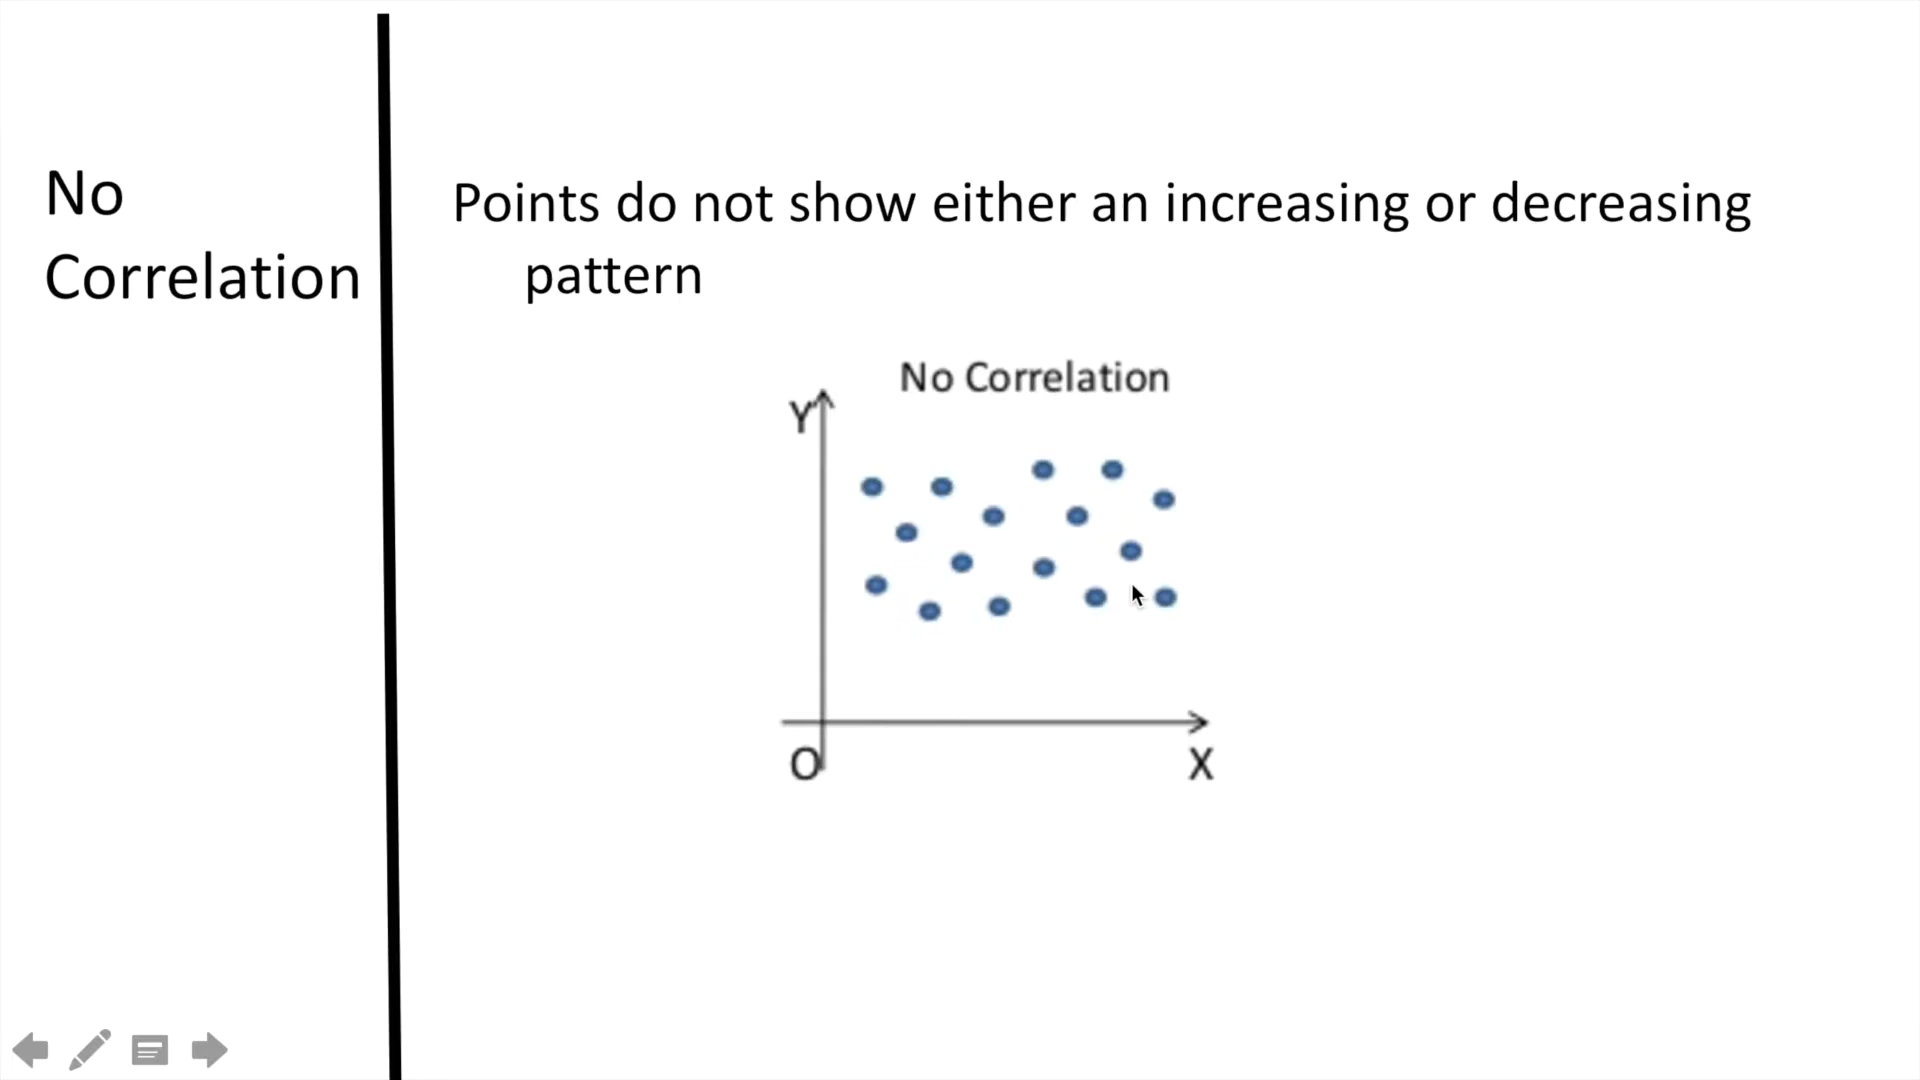 No
Correlation
Points do not show either an increasing or decreasing
pattern
No Correlation
Y
O
X